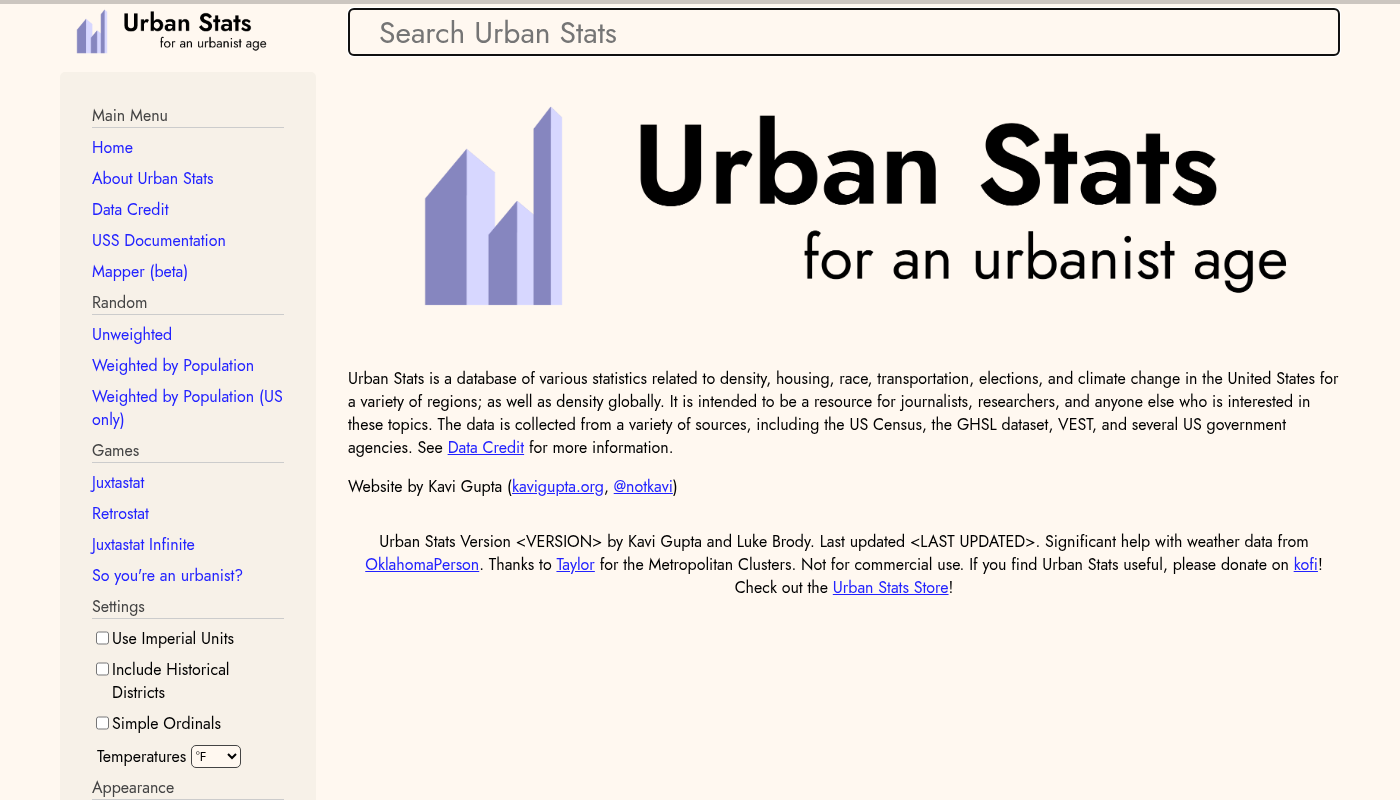 Urban Stats
for an urbanist age
Search Urban Stats
Main Menu
Home
About Urban Stats
Data Credit
USS Documentation
Mapper (beta)
Random
Unweighted
Weighted by Population
Weighted by Population (US
only)
Games
Juxtastat
Retrostat
Juxtastat Infinite
So you're an urbanist?
Settings
Use Imperial Units
Include Historical
Districts
Simple Ordinals
Temperatures °F
Appearance
Urban Stats
for an urbanist age
Urban Stats is a database of various statistics related to density, housing, race, transportation, elections, and climate change in the United States for
a variety of regions; as well as density globally. It is intended to be a resource for journalists, researchers, and anyone else who is interested in
these topics. The data is collected from a variety of sources, including the US Census, the GHSL dataset, VEST, and several US government
agencies. See Data Credit for more information.
Website by Kavi Gupta (kavigupta.org, @notkavi)
Urban Stats Version <VERSION> by Kavi Gupta and Luke Brody. Last updated <LAST UPDATED>. Significant help with weather data from
OklahomaPerson. Thanks to Taylor for the Metropolitan Clusters. Not for commercial use. If you find Urban Stats useful, please donate on kofi!
Check out the Urban Stats Store!